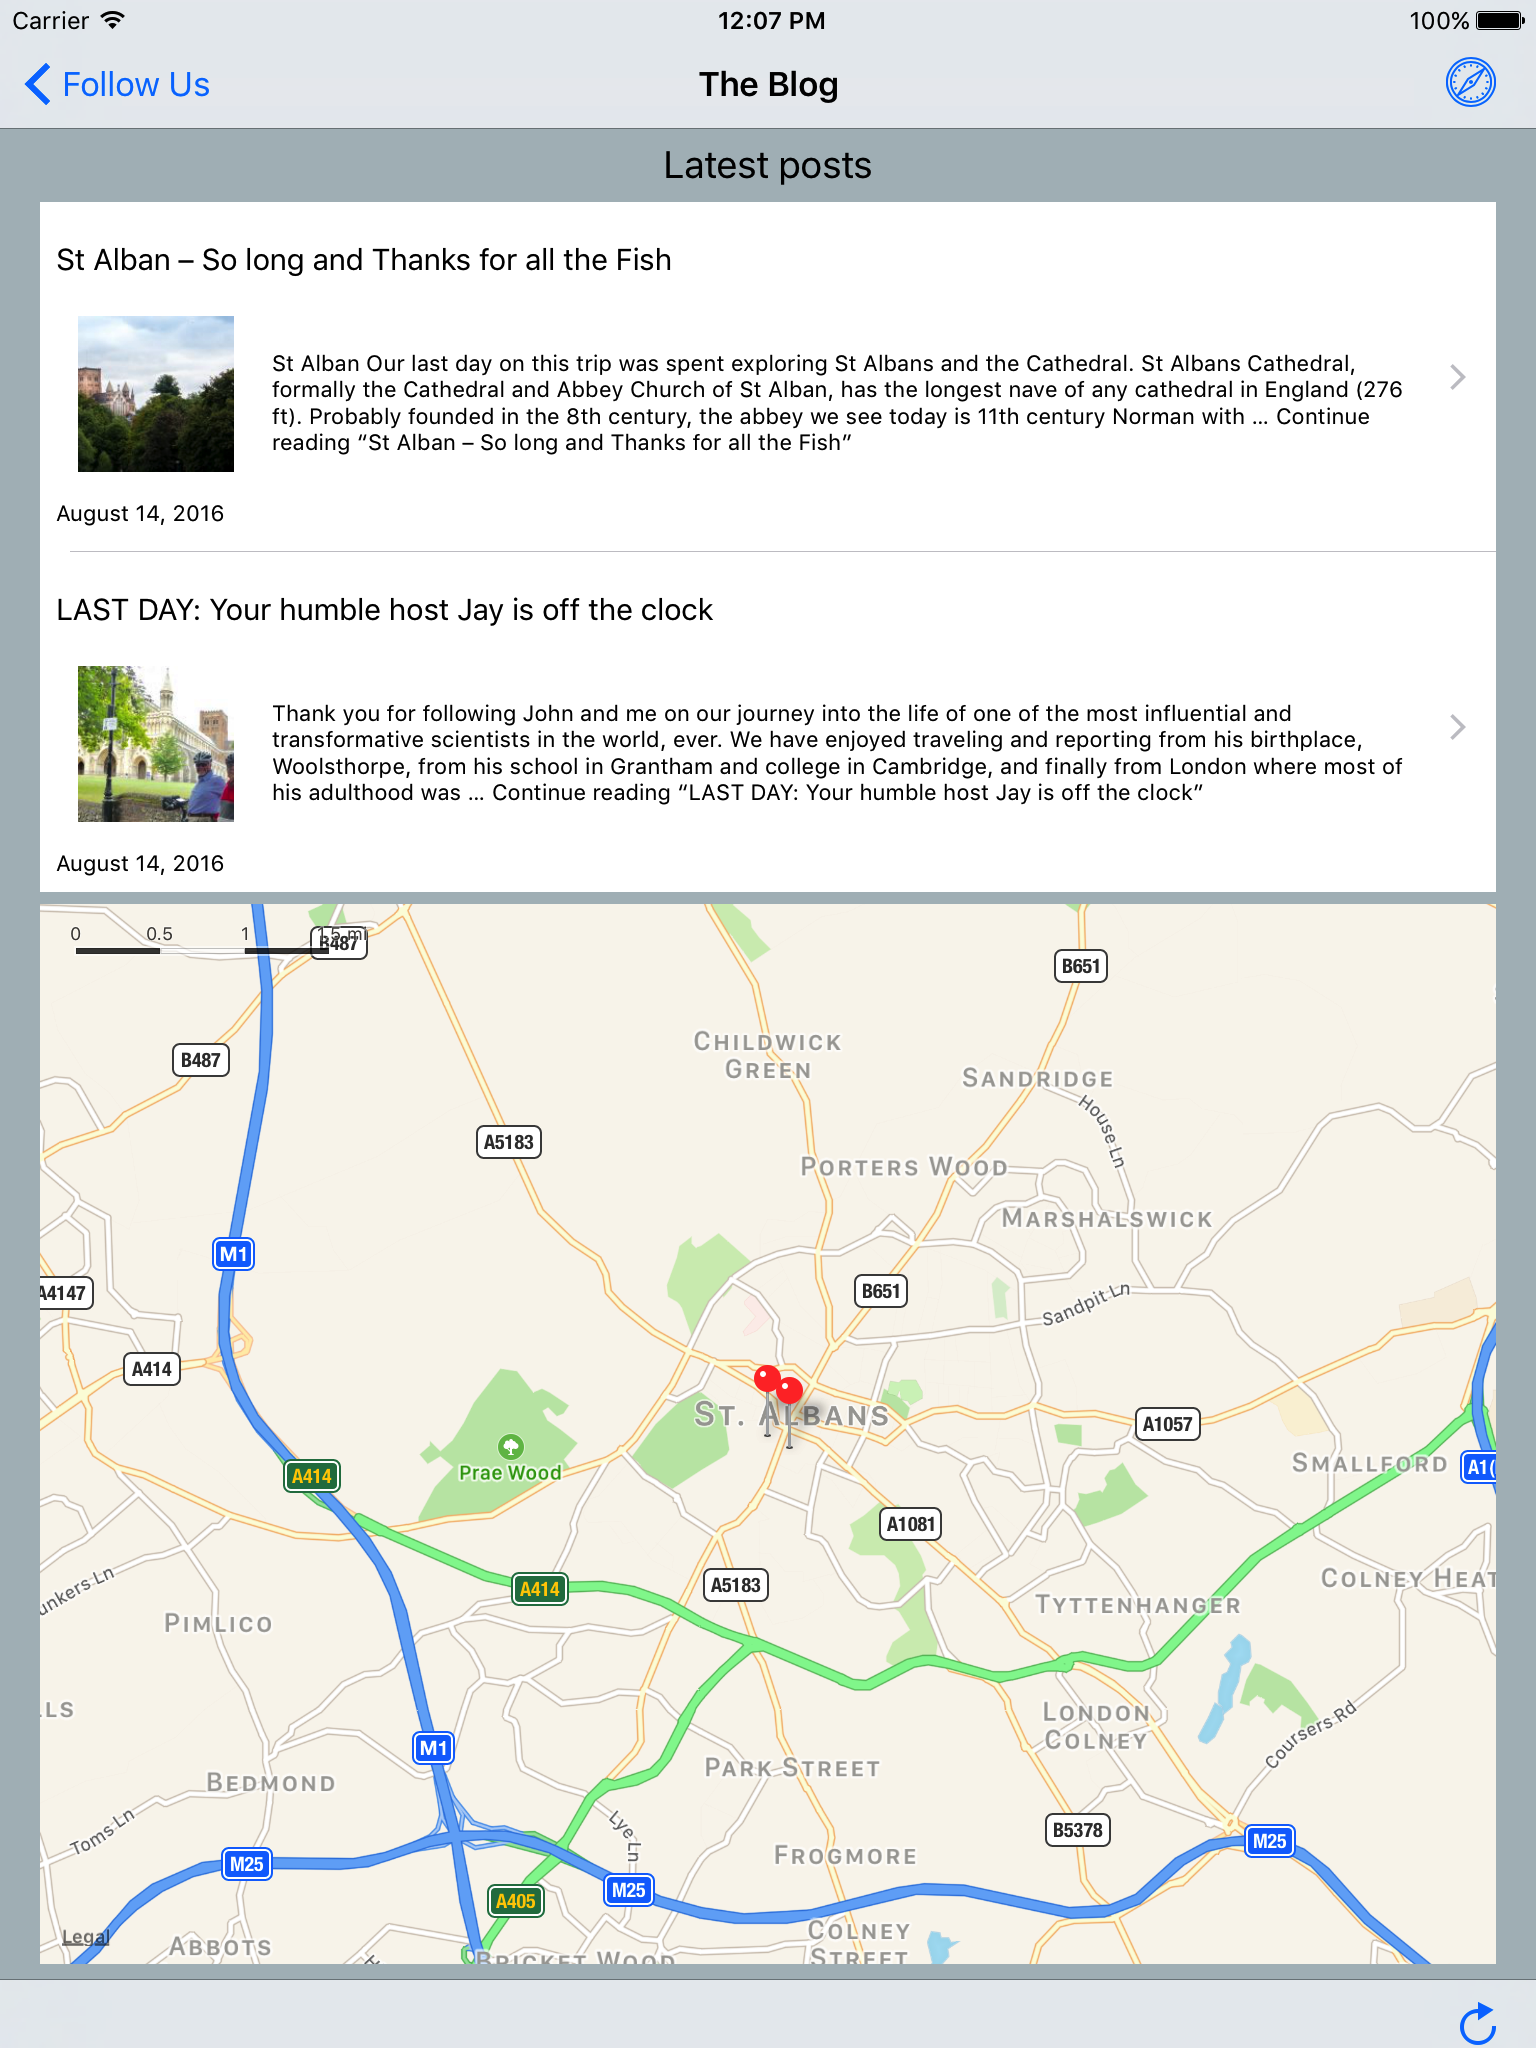 Carrier 12:07 PM 100%
Follow Us The Blog
Latest posts
St Alban – So long and Thanks for all the Fish
St Alban Our last day on this trip was spent exploring St Albans and the Cathedral. St Albans Cathedral,
formally the Cathedral and Abbey Church of St Alban, has the longest nave of any cathedral in England (276
ft). Probably founded in the 8th century, the abbey we see today is 11th century Norman with ... Continue
reading “St Alban – So long and Thanks for all the Fish”
August 14, 2016
LAST DAY: Your humble host Jay is off the clock
Thank you for following John and me on our journey into the life of one of the most influential and
transformative scientists in the world, ever. We have enjoyed traveling and reporting from his birthplace,
Woolsthorpe, from his school in Grantham and college in Cambridge, and finally from London where most of
his adulthood was ... Continue reading “LAST DAY: Your humble host Jay is off the clock”
August 14, 2016
0 0.5 1 1.5 mi
B487
B651
CHILDWICK
GREEN
B487
SANDRIDGE
House Ln
A5183
PORTERS WOOD
MARSHALSWICK
M1
A4147
B651
Sandpit Ln
A414
ST. ALBANS
A1057
Prae Wood
SMALLFORD
A1(
A414
A1081
A414
A5183
COLNEY HEAT
unkers Ln
TYTTENHANGER
PIMLICO
LLS
LONDON
COLNEY
Coursers Rd
M1
PARK STREET
BEDMOND
Toms Ln
Lye Ln
B5378
M25
FROGMORE
M25
M25
A405
Legal
ABBOTS
COLNEY
STREET
BRICKET WOOD
H